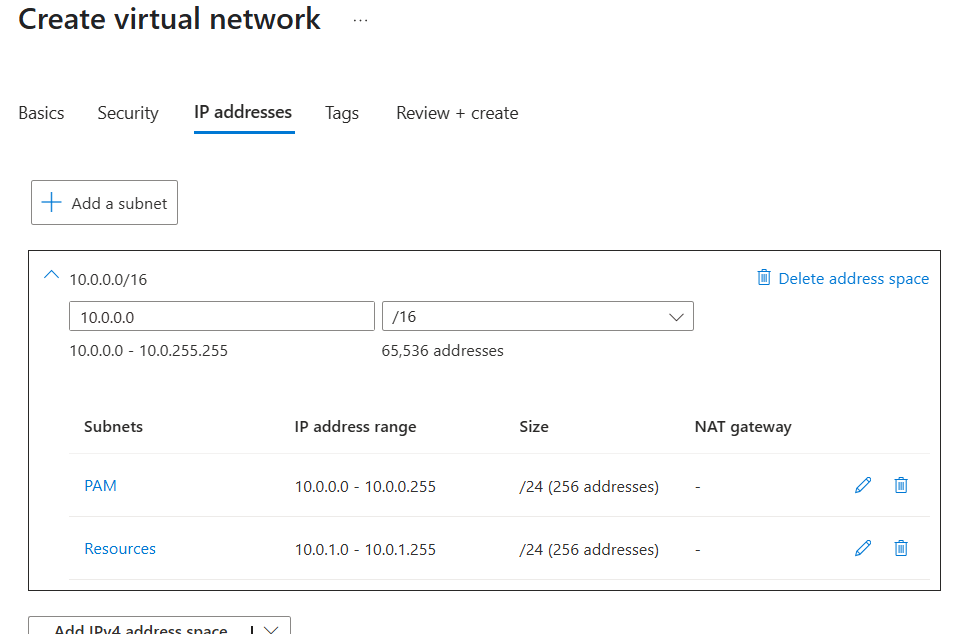 Create virtual network ...
Basics Security IP addresses Tags Review + create
+ Add a subnet
10.0.0.0/16 Delete address space
10.0.0.0 /16
10.0.0.0 - 10.0.255.255 65,536 addresses
Subnets IP address range Size NAT gateway
PAM 10.0.0.0 - 10.0.0.255 /24 (256 addresses) -
Resources 10.0.1.0 - 10.0.1.255 /24 (256 addresses) -
Add IPv4 address space